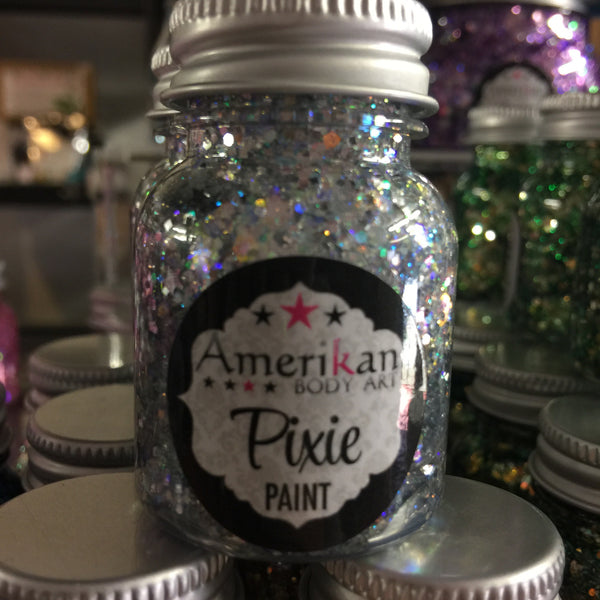 Amerikan
BODY ART
Pixie
PAINT